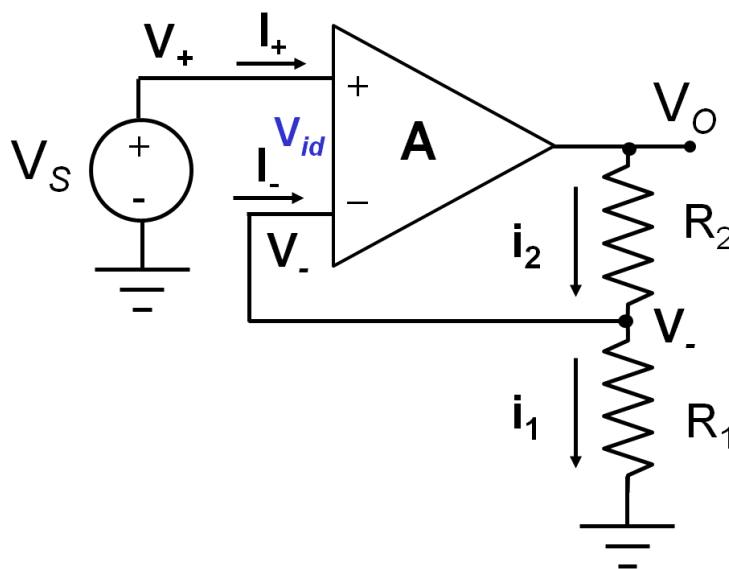 V+
I+
+
VO
VS
+
-
Vid
A
I-
−
R2
i2
V-
V-
i1
R1